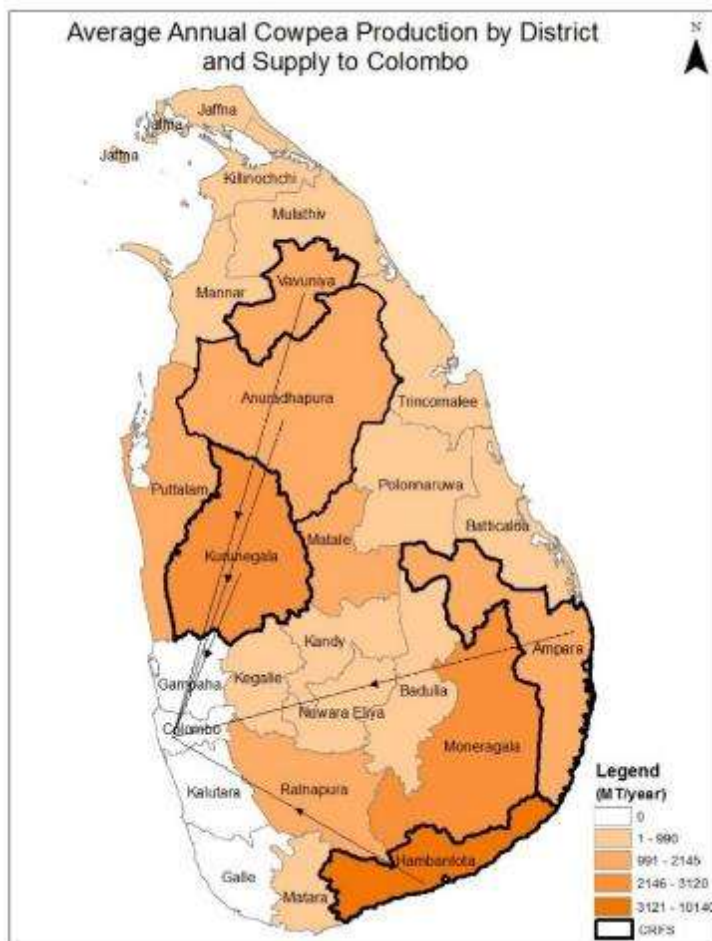 Average Annual Cowpea Production by District
and Supply to Colombo
N
Jaffna
Jaffna
Jaffna
Killinochchi
Mulathiv
Vavuniya
Mannar
Anuradhapura
Trincomalee
Polonnaruwa
Puttalam
Batticaloa
Matale
Kurunegala
Kandy
Ampara
Kegalle
Gampaha
Badulla
Nuwara Eliya
Colombo
Moneragala
Legend
(MT/year)
Kalutara
Ratnapura
0
1 - 990
991 - 2145
Hambantota
2146 - 3120
Galle
Matara
3121 - 10140
CRFS